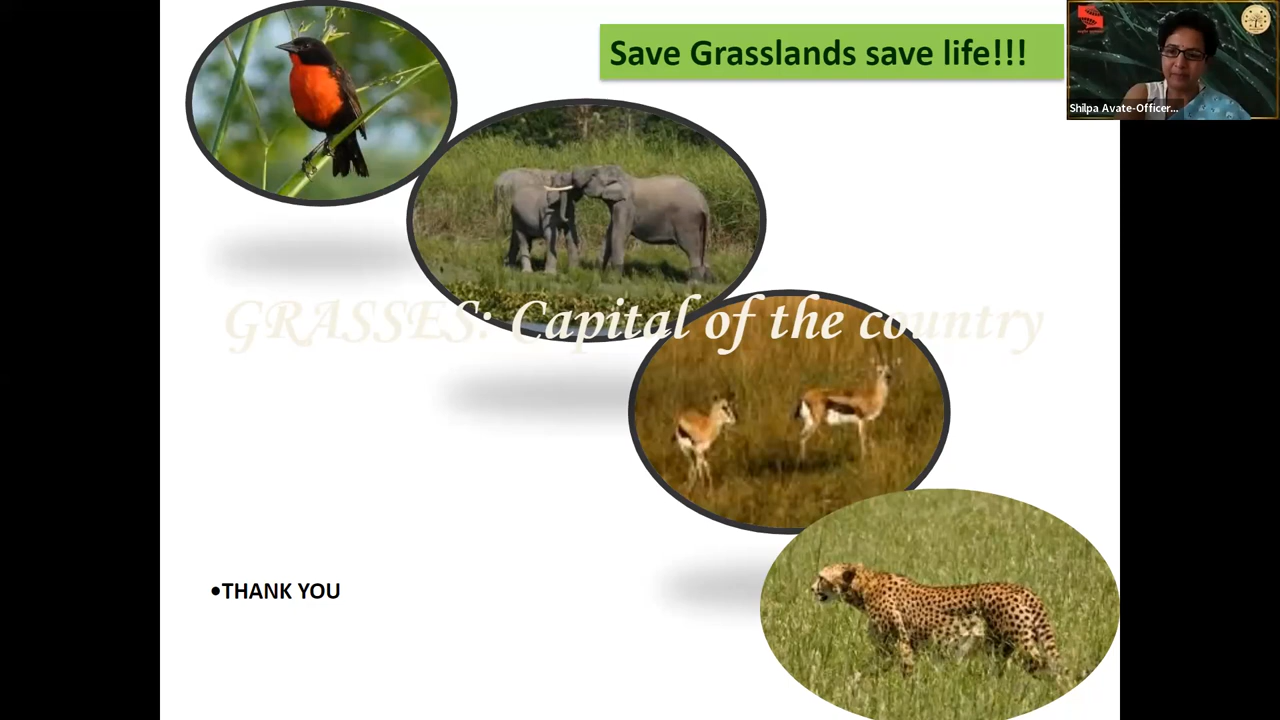 Save Grasslands save life!!!
Shilpa Avate-Officer...
GRASSES: Capital of the country
•THANK YOU